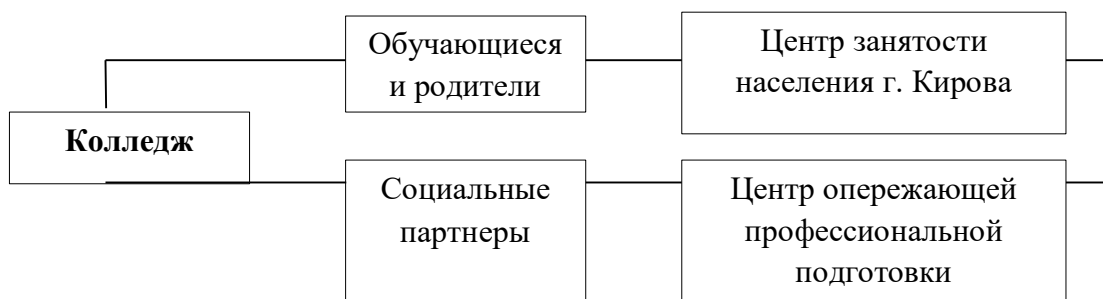 Обучающиеся
и родители
Центр занятости
населения г. Кирова
Колледж
Социальные
партнеры
Центр опережающей
профессиональной
подготовки